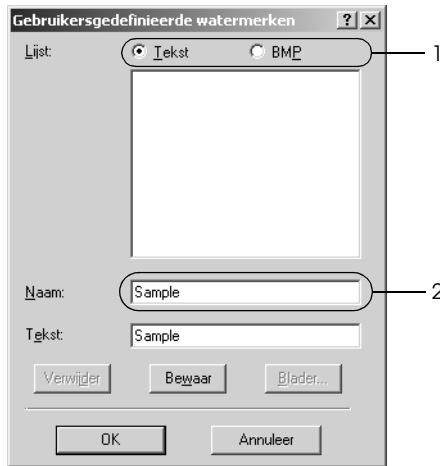 Gebruikersgedefinieerde watermerken
Lijst: Tekst BMP 1
Naam: Sample 2
Tekst: Sample
Verwijder Bewaar Blader...
OK Annuleer